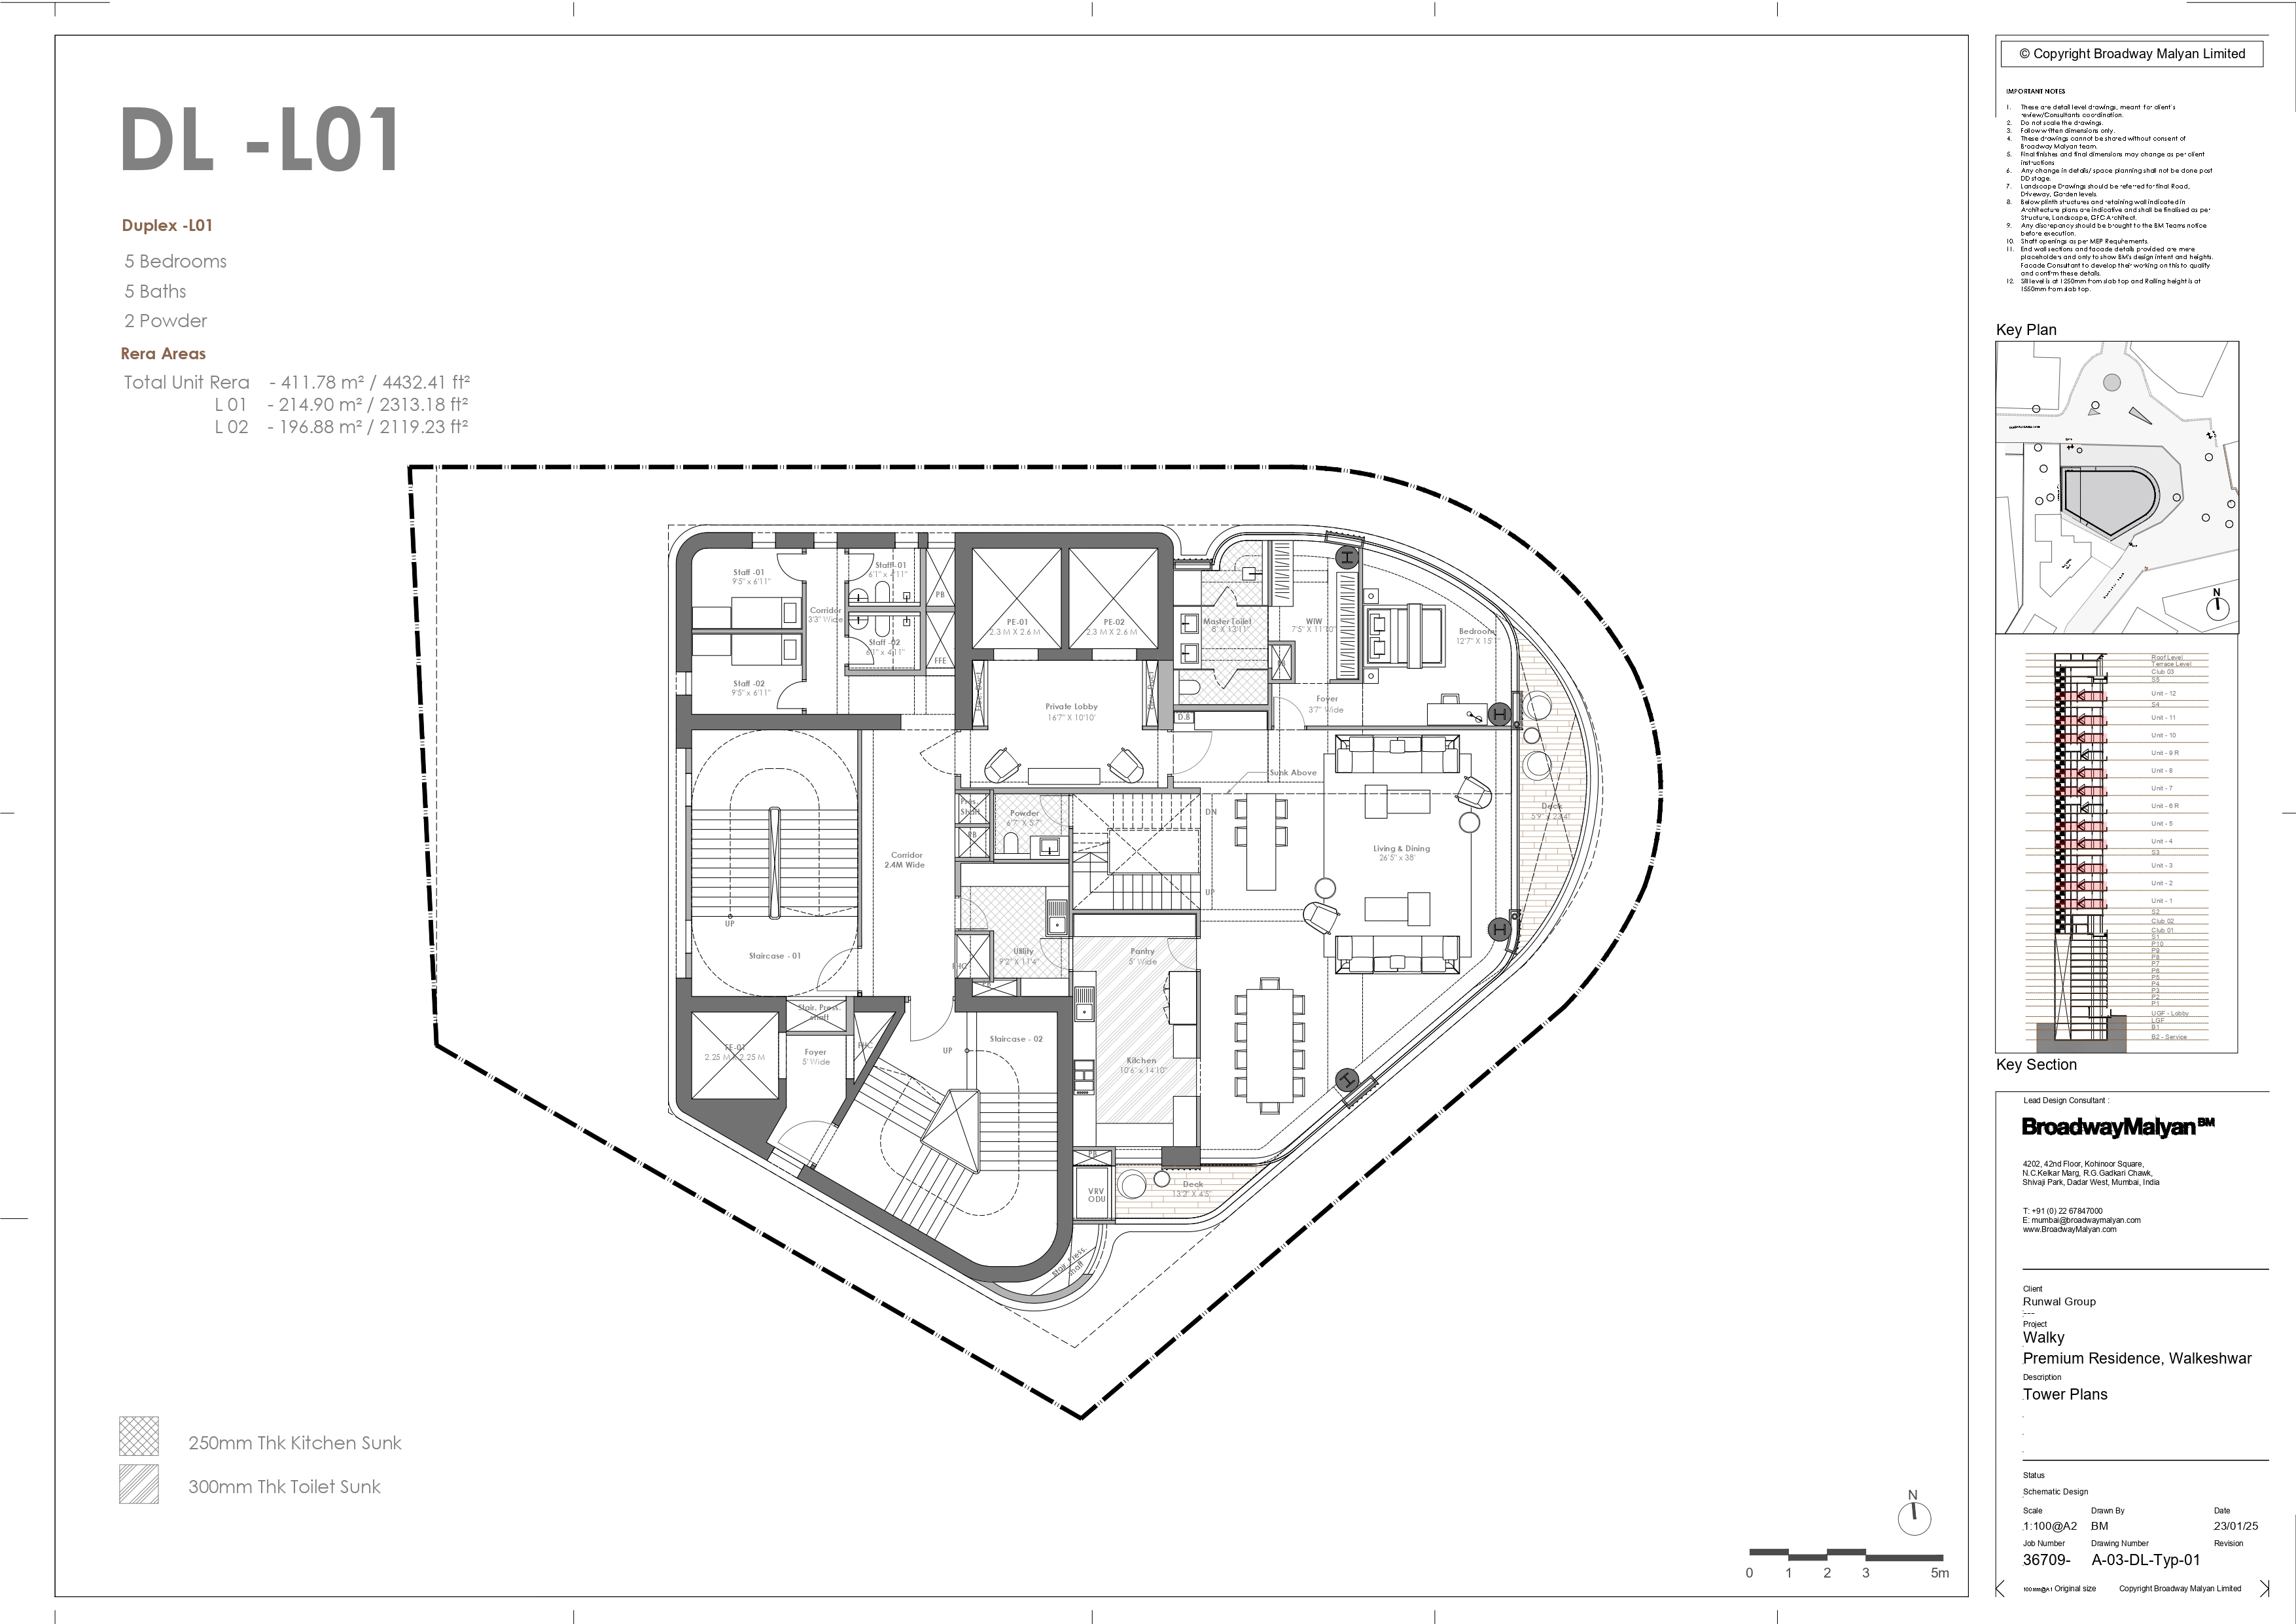 DL -L01
Duplex -L01
5 Bedrooms
5 Baths
2 Powder
Rera Areas
Total Unit Rera - 411.78 m² / 4432.41 ft²
L 01 - 214.90 m² / 2313.18 ft²
L 02 - 196.88 m² / 2119.23 ft²
Staff -01
9'5" x 6'11"
Staff -02
9'5" x 6'11"
Corridor
3'3" Wide
Staff -01
6'1" x 4'11"
Staff -02
6'1" x 4'11"
PB
FFE
PE-01
2.3 M X 2.6 M
PE-02
2.3 M X 2.6 M
Private Lobby
16'7" X 10'10'
Master Toilet
8' X 13'11"
WIW
7'5" X 11'10"
Bedroom
12'7" X 15'1"
Foyer
3'7" Wide
D.B
Sunk Above
Pres.
Shaft
PB
Powder
6'7" X 5'7"
DN
UP
Living & Dining
26'5" x 38'
Deck
5'9" X 23'4"
Corridor
2.4M Wide
UP
Staircase - 01
Utility
9'2" X 11'4"
Pantry
5' Wide
Kitchen
10'6" x 14'10"
Stair. Press.
shaft
FE-01
2.25 M X 2.25 M
Foyer
5' Wide
FHC
UP
Staircase - 02
PB
VRV
ODU
Deck
13'2" X 4'5"
Stair. Press.
shaft
250mm Thk Kitchen Sunk
300mm Thk Toilet Sunk
N
0 1 2 3 5m
© Copyright Broadway Malyan Limited
IMPORTANT NOTES
1. These are detail level drawings, meant for client's
review/Consultants coordination.
2. Do not scale the drawings.
3. Follow written dimensions only.
4. These drawings cannot be shared without consent of
Broadway Malyan team.
5. Final finishes and final dimensions may change as per client
instructions
6. Any change in details/ space planning shall not be done post
DD stage.
7. Landscape Drawings should be referred for final Road,
Driveway, Garden levels.
8. Below plinth structures and retaining wall indicated in
Architecture plans are indicative and shall be finalised as per
Structure, Landscape, GFC Architect.
9. Any discrepancy should be brought to the BM Teams notice
before execution.
10. Shaft openings as per MEP Requirements.
11. End wall sections and facade details provided are mere
placeholders and only to show BM's design intent and heights.
Facade Consultant to develop their working on this to qualify
and confirm these details.
12. Sill level is at 1250mm from slab top and Railing height is at
1550mm from slab top.
Key Plan
N
Roof Level
Terrace Level
Club 03
S5
Unit - 12
S4
Unit - 11
Unit - 10
Unit - 9 R
Unit - 8
Unit - 7
Unit - 6 R
Unit - 5
Unit - 4
S3
Unit - 3
Unit - 2
Unit - 1
S2
Club 02
Club 01
S1
P10
P9
P8
P7
P6
P5
P4
P3
P2
P1
UGF - Lobby
LGF
B1
B2 - Service
Key Section
Lead Design Consultant :
BroadwayMalyan BM
4202, 42nd Floor, Kohinoor Square,
N.C.Kelkar Marg, R.G.Gadkari Chawk,
Shivaji Park, Dadar West, Mumbai, India
T: +91 (0) 22 67847000
E: mumbai@broadwaymalyan.com
www.BroadwayMalyan.com
Client
Runwal Group
---
Project
Walky
Premium Residence, Walkeshwar
Description
Tower Plans
Status
Schematic Design
Scale Drawn By Date
1:100@A2 BM 23/01/25
Job Number Drawing Number Revision
36709- A-03-DL-Typ-01
100mm@A1 Original size Copyright Broadway Malyan Limited